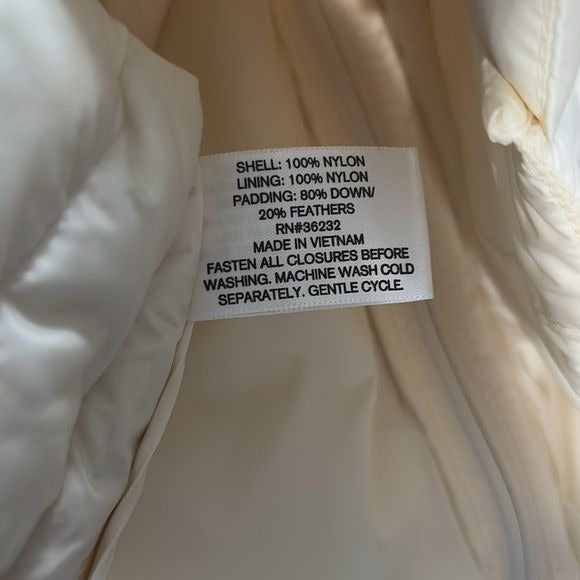 SHELL: 100% NYLON
LINING: 100% NYLON
PADDING: 80% DOWN/
20% FEATHERS
RN#36232
MADE IN VIETNAM
FASTEN ALL CLOSURES BEFORE
WASHING. MACHINE WASH COLD
SEPARATELY. GENTLE CYCLE.